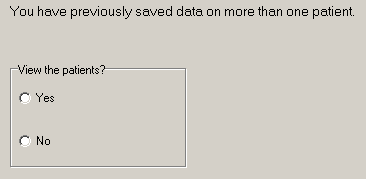 You have previously saved data on more than one patient.
View the patients?
Yes
No